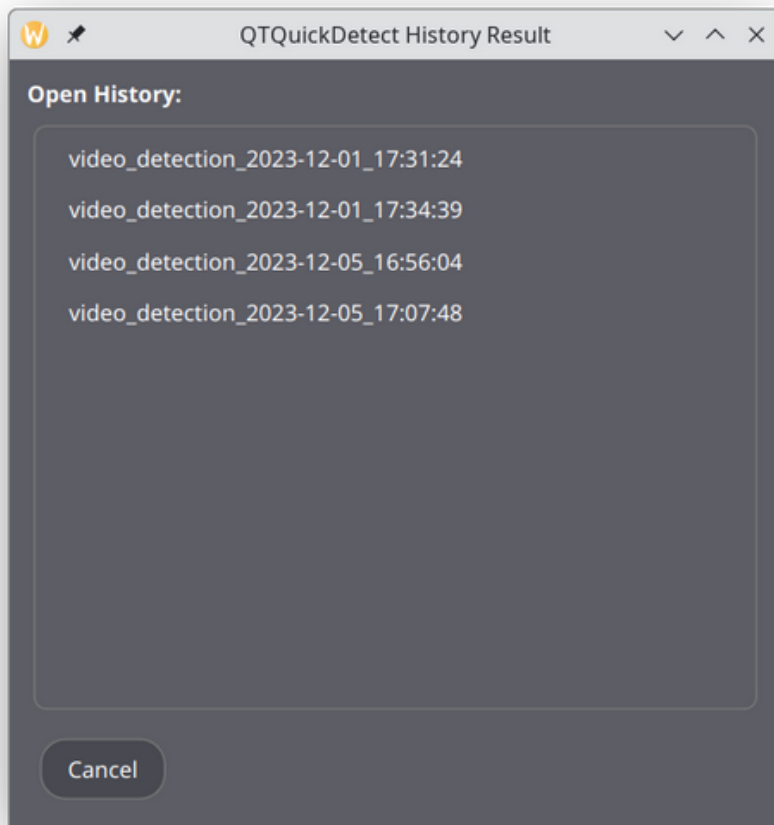 QTQuickDetect History Result
Open History:
video_detection_2023-12-01_17:31:24
video_detection_2023-12-01_17:34:39
video_detection_2023-12-05_16:56:04
video_detection_2023-12-05_17:07:48
Cancel